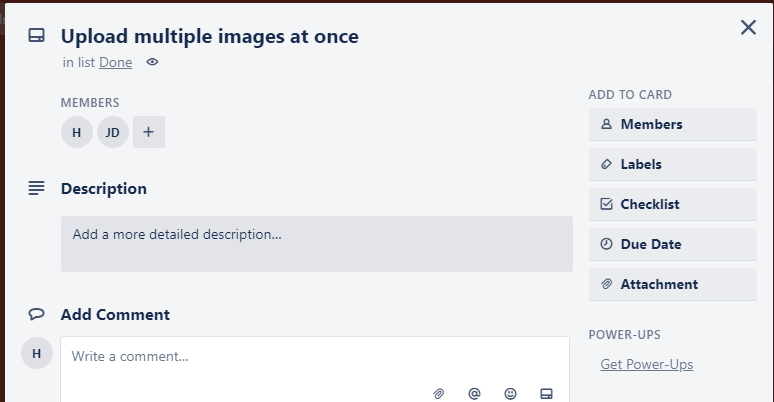 Upload multiple images at once
in list Done
MEMBERS
H JD +
Description
Add a more detailed description...
Add Comment
H
Write a comment...
@
ADD TO CARD
Members
Labels
Checklist
Due Date
Attachment
POWER-UPS
Get Power-Ups